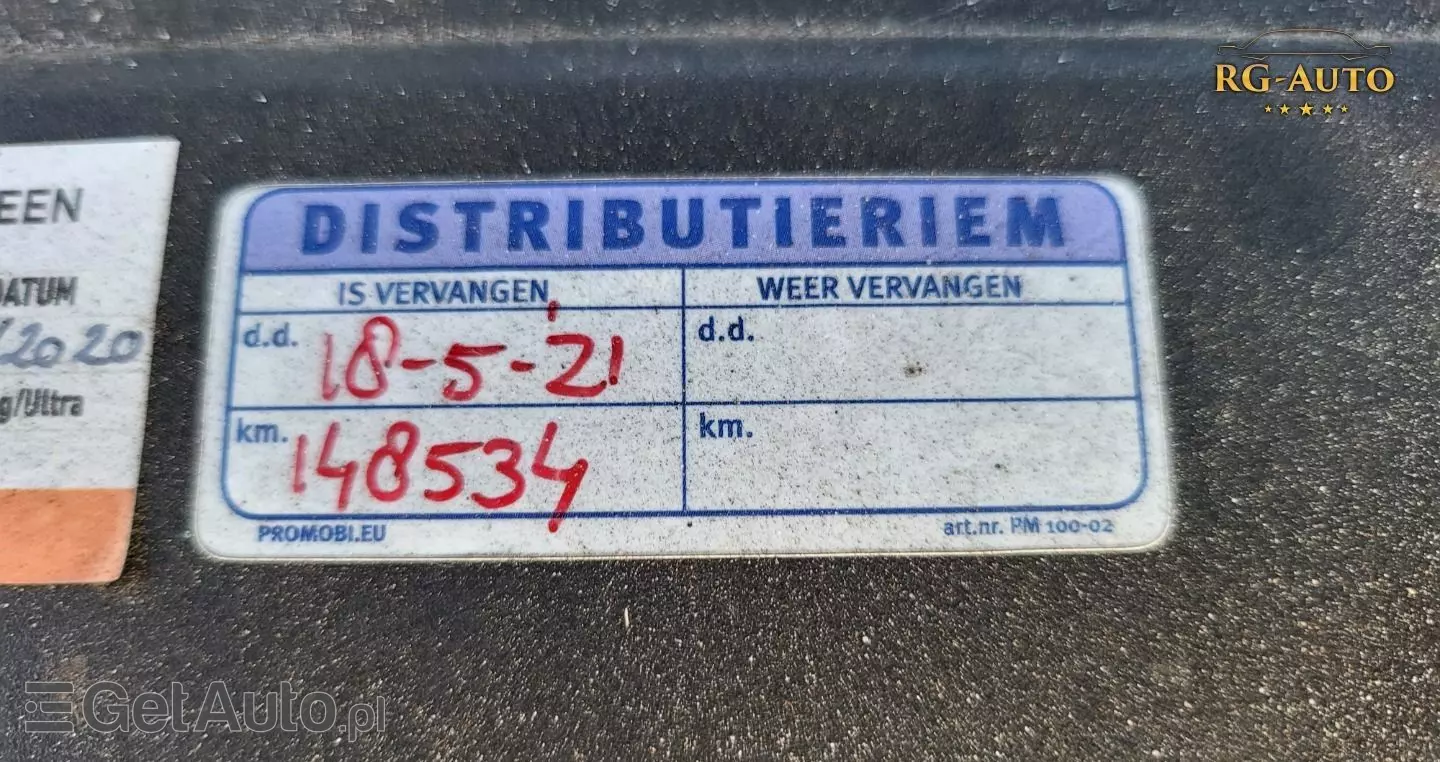 RG-AUTO
EEN
DATUM
/2020
g/Ultra
DISTRIBUTIERIEM
IS VERVANGEN
WEER VERVANGEN
d.d. 18-5-'21
d.d.
km. 148534
km.
PROMOBI.EU
art.nr. PM 100-02
GetAuto.pl